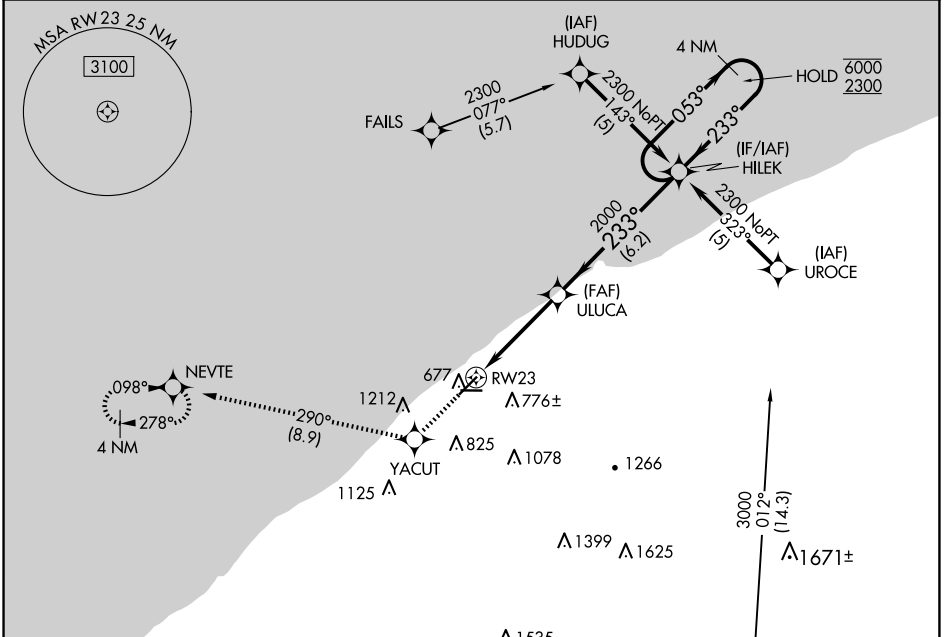 MSA RW23 25 NM
3100
(IAF)
HUDUG
4 NM
HOLD 6000
2300
2300
077°
(5.7)
FAILS
2300 NoPT
143°
(5)
053°
233°
(IF/IAF)
HILEK
2300 NoPT
323°
(5)
(IAF)
UROCE
2000
233°
(6.2)
(FAF)
ULUCA
NEVTE
098°
278°
4 NM
290°
(8.9)
677
RW23
1212
776±
825
YACUT
1078
1266
1125
3000
012°
(14.3)
1399
1625
1671±
1535